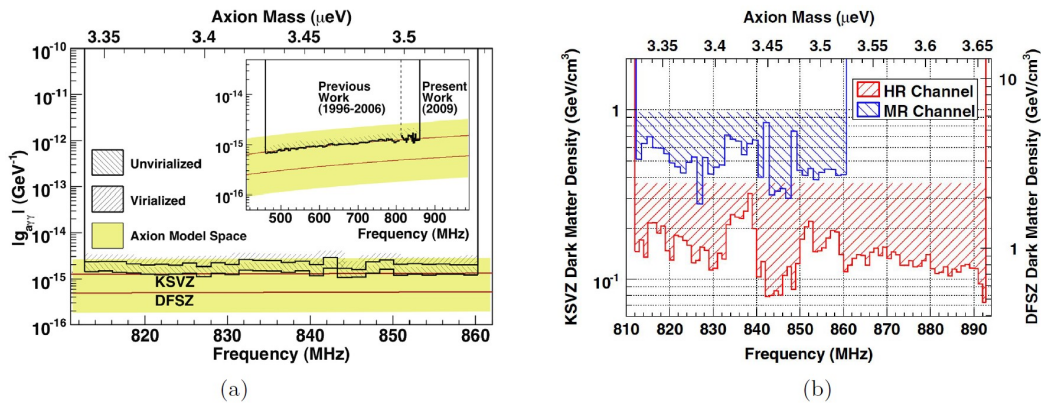 Axion Mass (μeV)
3.35 3.4 3.45 3.5
10⁻¹⁰
10⁻¹¹
10⁻¹²
10⁻¹³
10⁻¹⁴
10⁻¹⁵
10⁻¹⁶
|gₐγγ| (GeV⁻¹)
Unvirialized
Virialized
Axion Model Space
KSVZ
DFSZ
10⁻¹⁴
10⁻¹⁵
10⁻¹⁶
Previous
Work
(1996-2006)
Present
Work
(2009)
500 600 700 800 900
Frequency (MHz)
820 830 840 850 860
Frequency (MHz)
(a)
Axion Mass (μeV)
3.35 3.4 3.45 3.5 3.55 3.6 3.65
KSVZ Dark Matter Density (GeV/cm³)
1
10⁻¹
HR Channel
MR Channel
10
1
DFSZ Dark Matter Density (GeV/cm³)
810 820 830 840 850 860 870 880 890
Frequency (MHz)
(b)